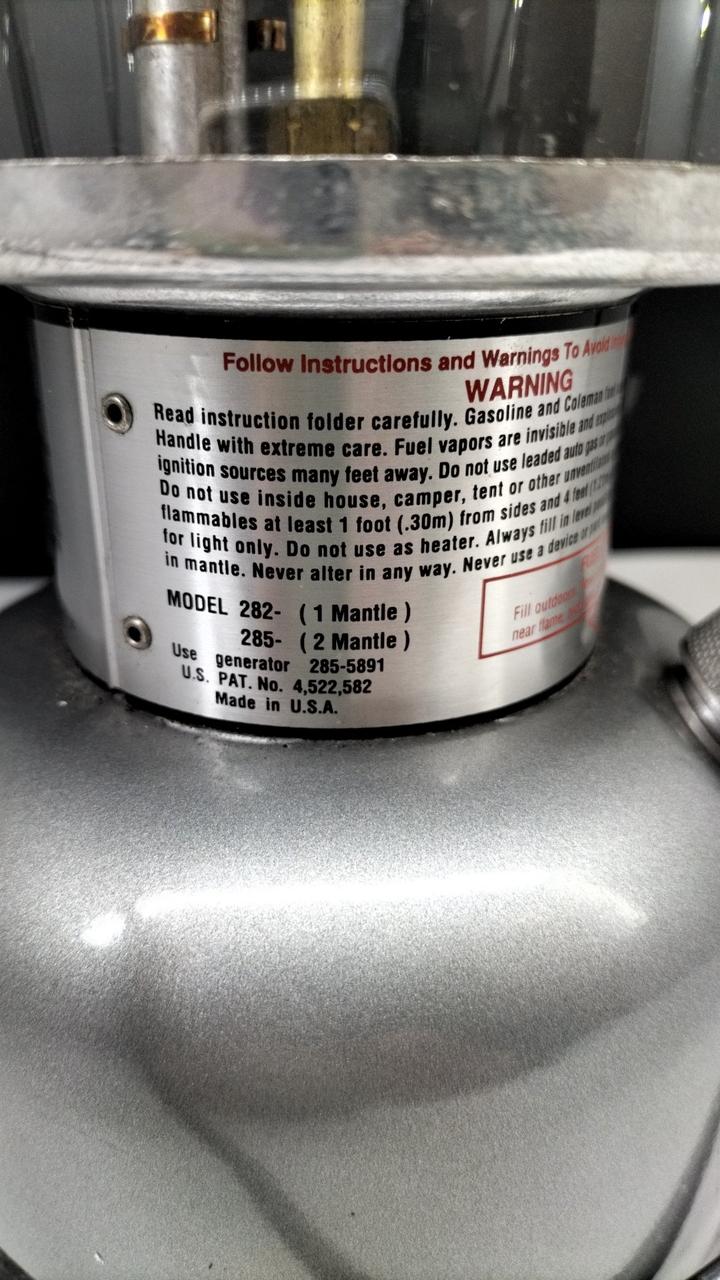 Follow Instructions and Warnings To Avoid
WARNING
Read instruction folder carefully. Gasoline and Coleman fuel
Handle with extreme care. Fuel vapors are invisible and
ignition sources many feet away. Do not use leaded auto gas or
Do not use inside house, camper, tent or other
flammables at least 1 foot (.30m) from sides and 4 feet
for light only. Do not use as heater. Always fill in level
in mantle. Never alter in any way. Never use a device or
MODEL 282- ( 1 Mantle )
285- ( 2 Mantle )
Use generator 285-5891
U.S. PAT. No. 4,522,582
Made in U.S.A.
Fill outdoors
near flame,